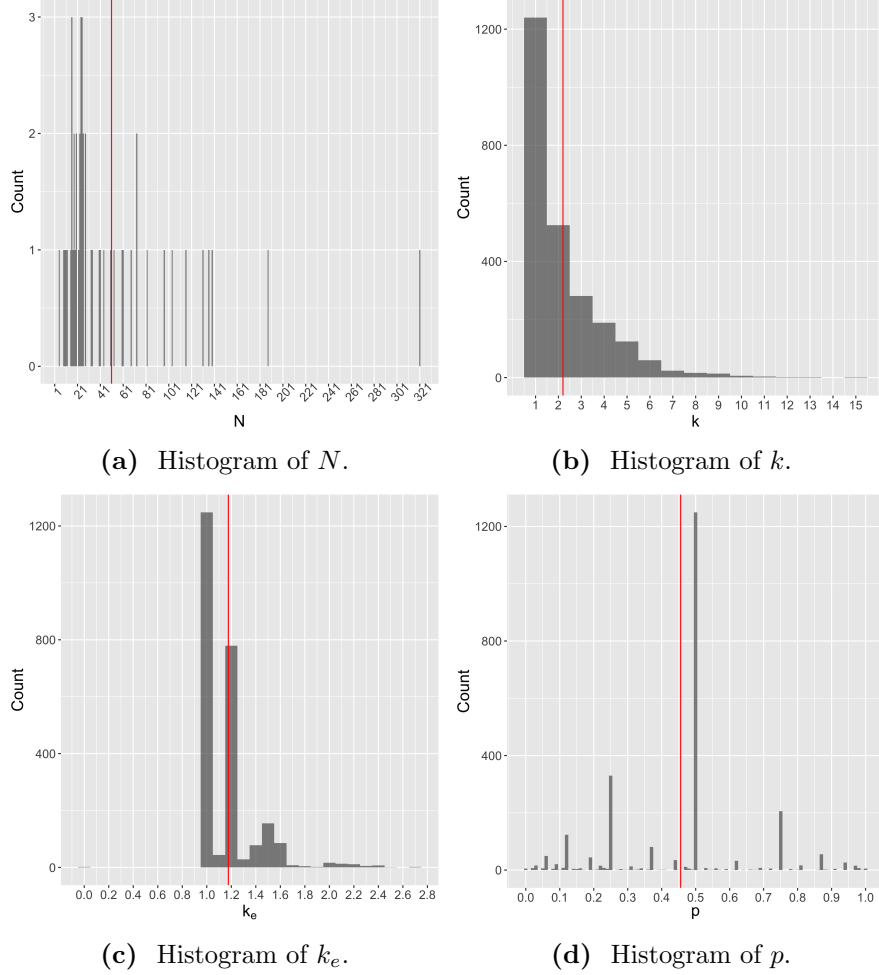 3
2
1
0
Count
1 21 41 61 81 101 121 141 161 181 201 221 241 261 281 301 321
N
(a) Histogram of N.
1200
800
400
0
Count
1 2 3 4 5 6 7 8 9 10 11 12 13 14 15
k
(b) Histogram of k.
1200
800
400
0
Count
0.0 0.2 0.4 0.6 0.8 1.0 1.2 1.4 1.6 1.8 2.0 2.2 2.4 2.6 2.8
ke
(c) Histogram of ke.
1200
800
400
0
Count
0.0 0.1 0.2 0.3 0.4 0.5 0.6 0.7 0.8 0.9 1.0
p
(d) Histogram of p.